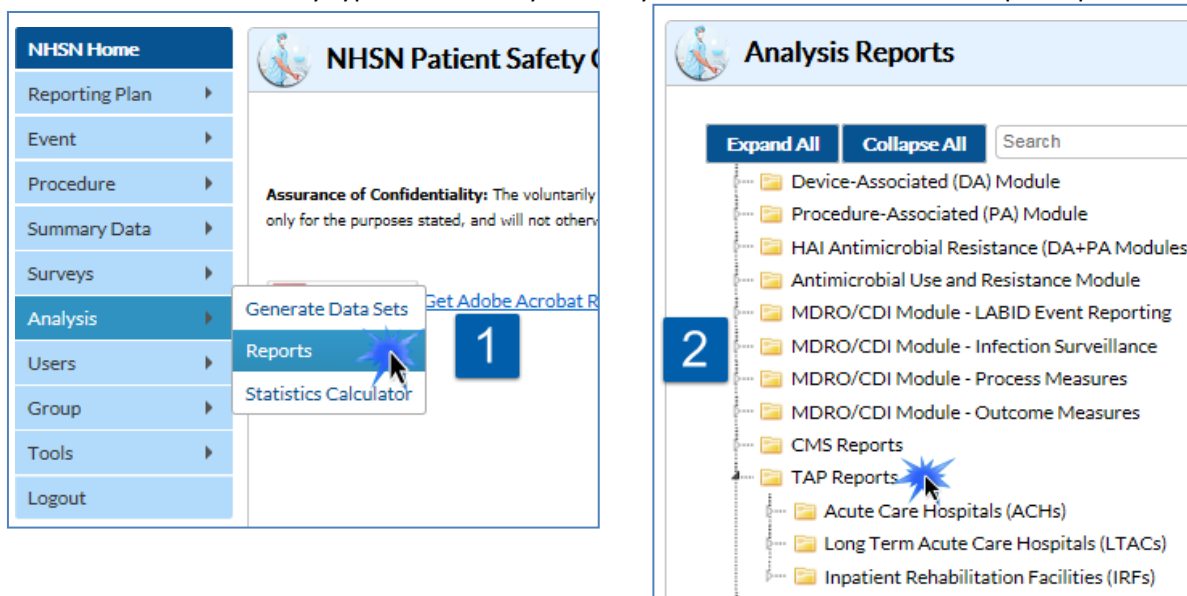 NHSN Home
Reporting Plan
Event
Procedure
Summary Data
Surveys
Analysis
Users
Group
Tools
Logout
NHSN Patient Safety
Assurance of Confidentiality: The voluntarily
only for the purposes stated, and will not
Get Adobe Acrobat
Generate Data Sets
Reports
Statistics Calculator
1
Analysis Reports
Expand All
Collapse All
Search
2
Device-Associated (DA) Module
Procedure-Associated (PA) Module
HAI Antimicrobial Resistance (DA+PA Modules
Antimicrobial Use and Resistance Module
MDRO/CDI Module - LABID Event Reporting
MDRO/CDI Module - Infection Surveillance
MDRO/CDI Module - Process Measures
MDRO/CDI Module - Outcome Measures
CMS Reports
TAP Reports
Acute Care Hospitals (ACHs)
Long Term Acute Care Hospitals (LTACs)
Inpatient Rehabilitation Facilities (IRFs)